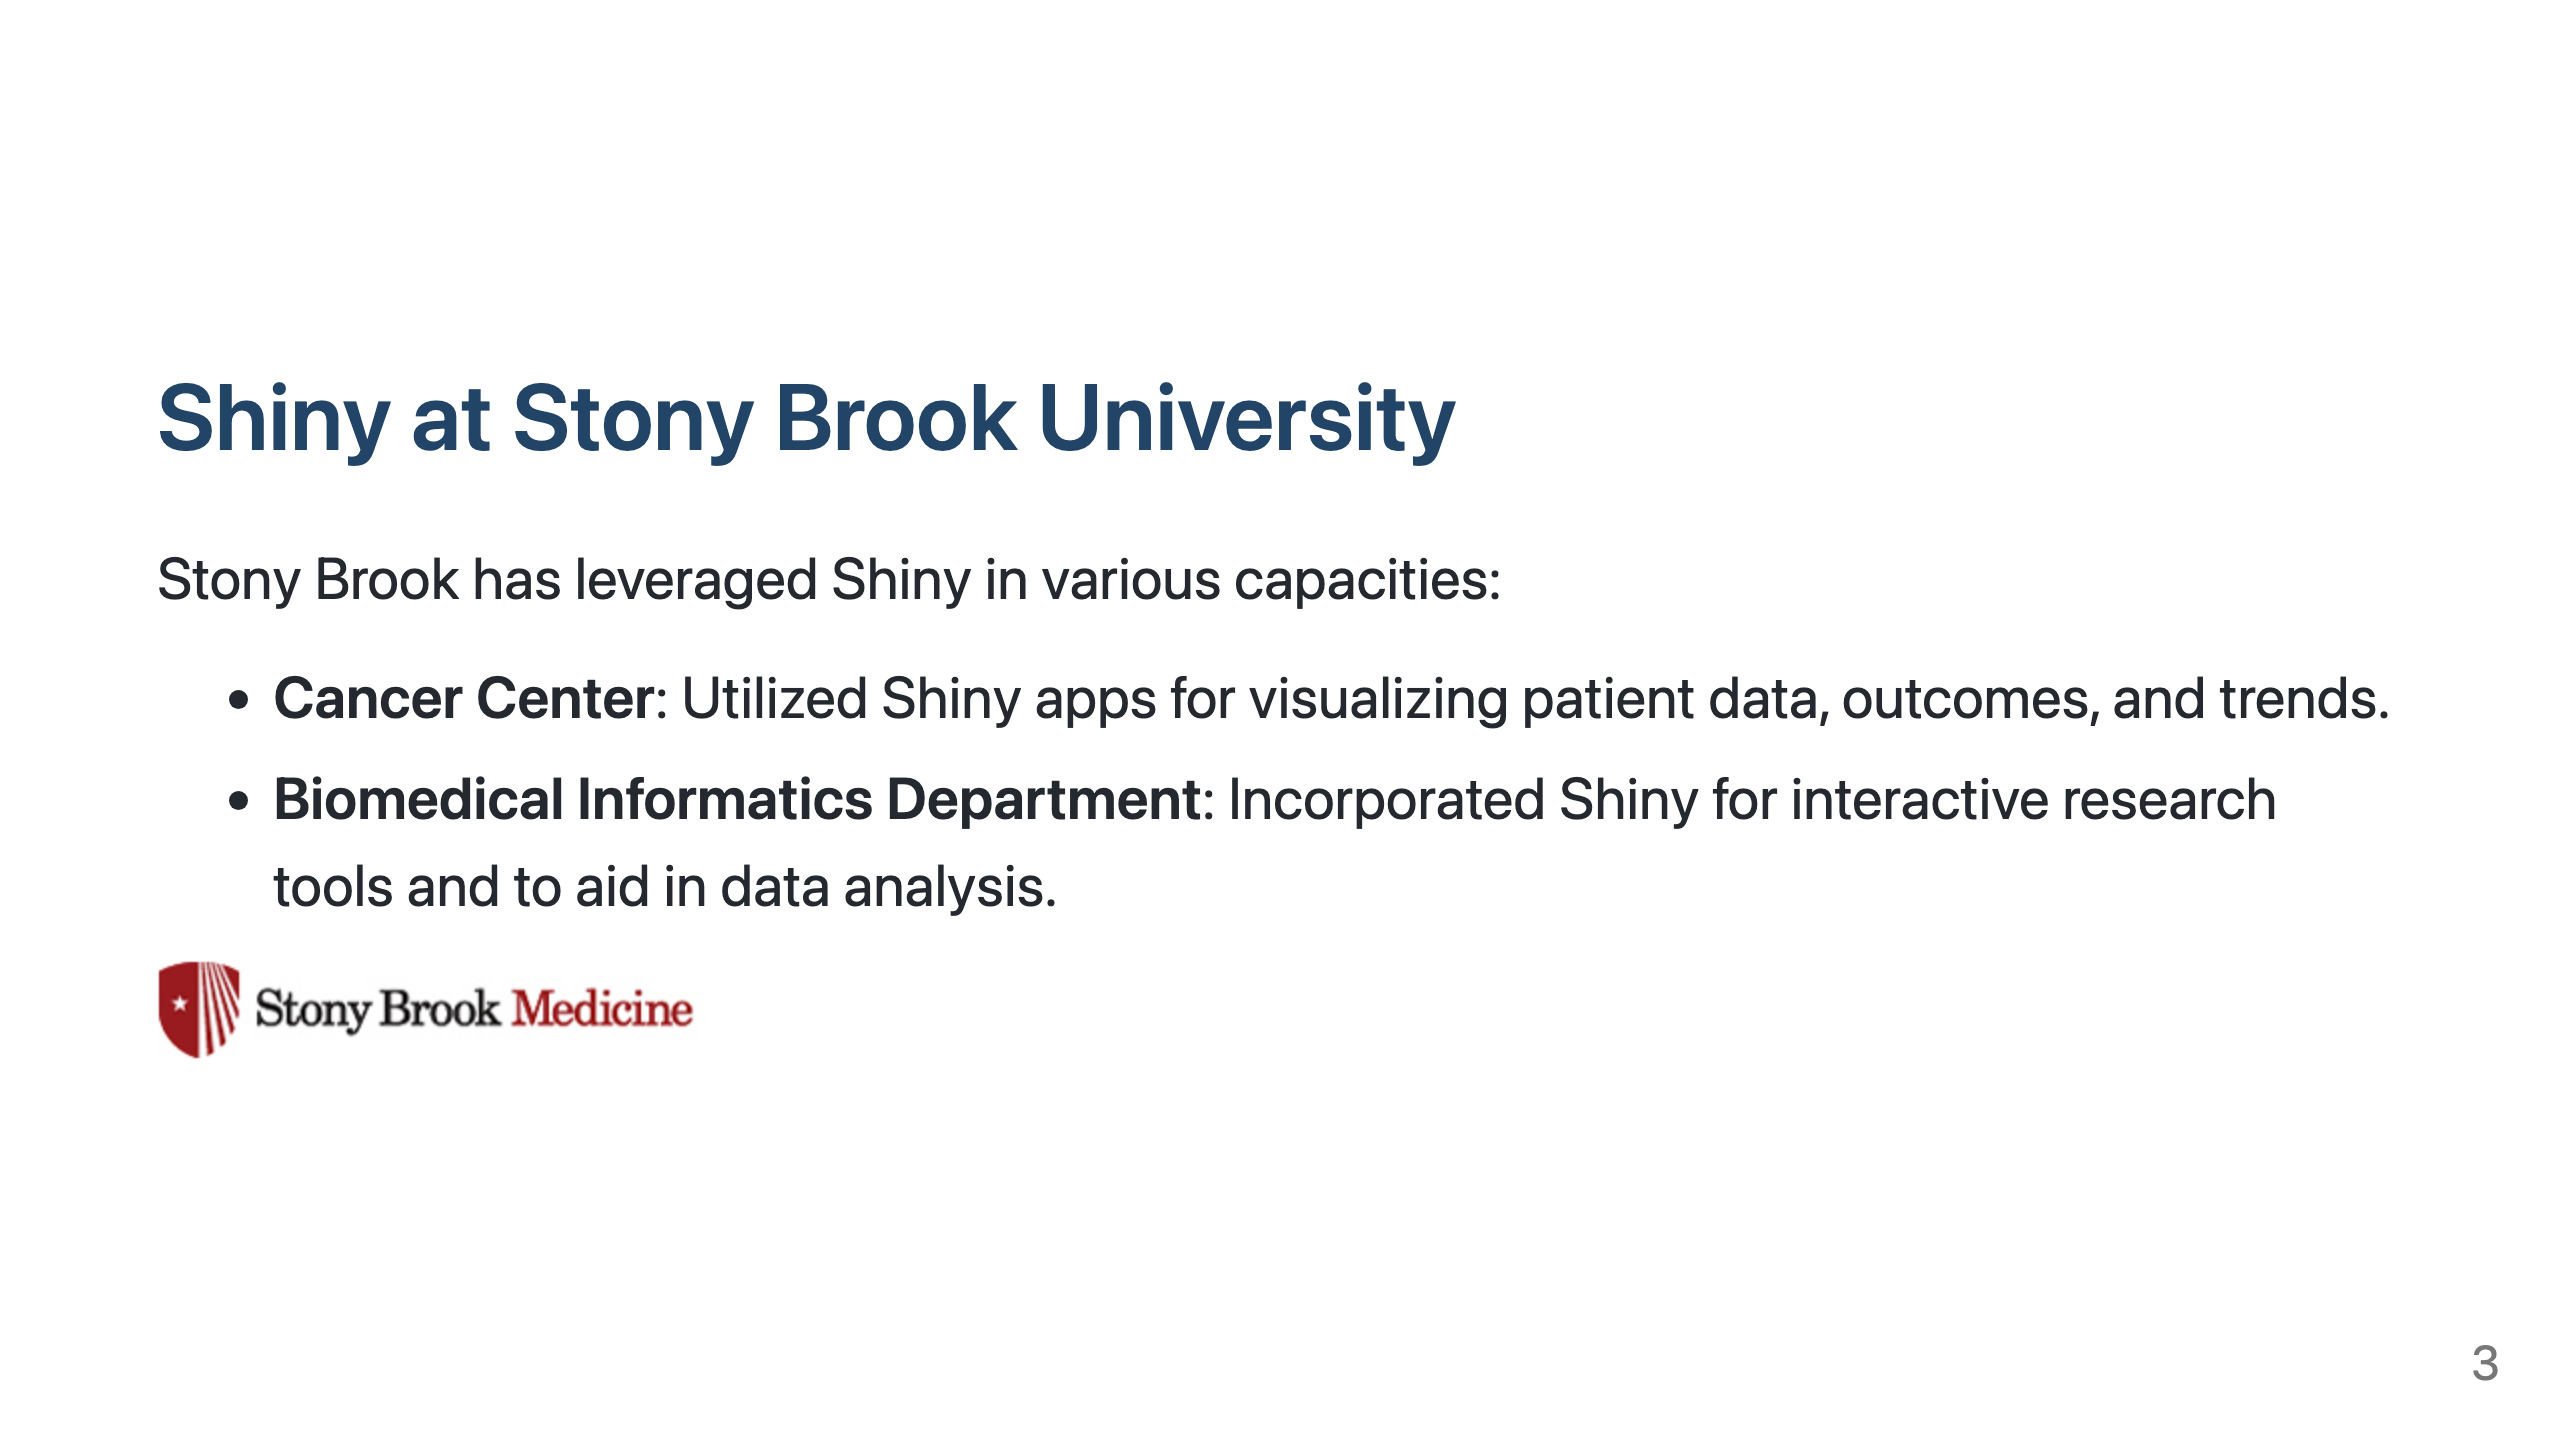 Shiny at Stony Brook University
Stony Brook has leveraged Shiny in various capacities:
• Cancer Center: Utilized Shiny apps for visualizing patient data, outcomes, and trends.
• Biomedical Informatics Department: Incorporated Shiny for interactive research
tools and to aid in data analysis.
Stony Brook Medicine
3